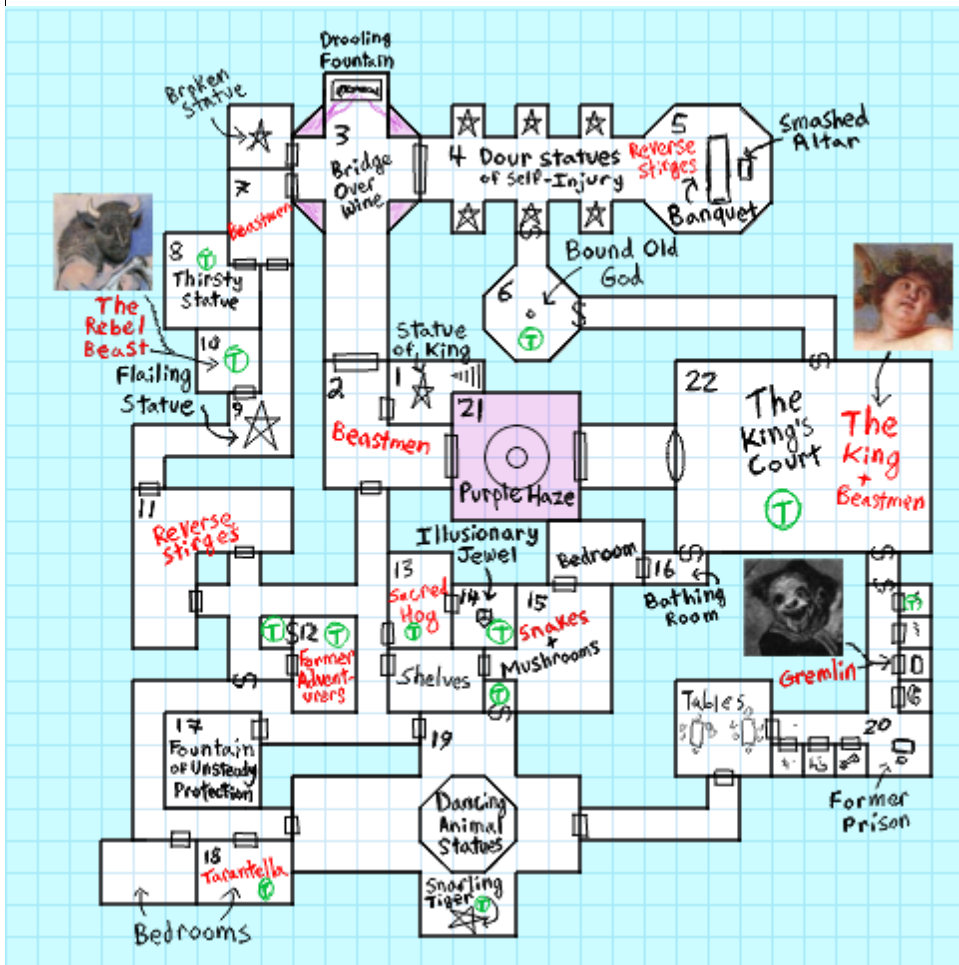 Drooling
Fountain
Broken
Statue
3
Bridge
Over
Wine
4 Dour Statues
of Self-Injury
5
Reverse
Stirges
Banquet
Smashed
Altar
7
Beastmen
8 T
Thirsty
Statue
The
Rebel
Beast
10
T
Flailing
Statue
9
S
Bound Old
God
6
T
S
Statue
of King
1
2
Beastmen
21
Purple Haze
S
22
The
King's
Court
T
The
King
+
Beastmen
11
Reverse
Stirges
Illusionary
Jewel
13
Sacred
Hog
T
14
T
Bedroom
15
Snakes
+
Mushrooms
S
16
Bathing
Room
S
S
T
T
S
12
T
Former
Advent-
urers
Shelves
T
S
S
Gremlin
Tables
20
Former
Prison
17
Fountain
of Unsteady
Protection
19
Dancing
Animal
Statues
18
Tarantella
T
Snarling
Tiger
T
Bedrooms